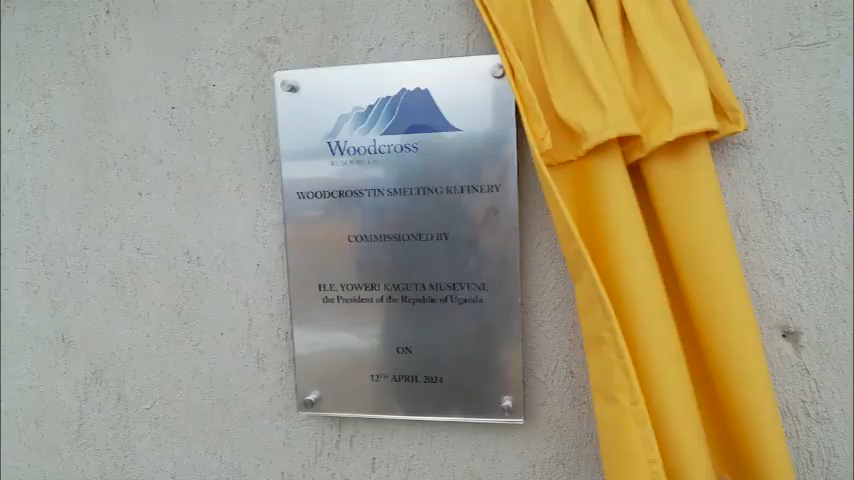 Woodcross
RESOURCES
WOODCROSS TIN SMELTING REFINERY
COMMISSIONED BY
H.E. YOWERI KAGUTA MUSEVENI,
the President of the Republic of Uganda
ON
12TH APRIL 2024